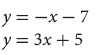 y = −x − 7
y = 3x + 5